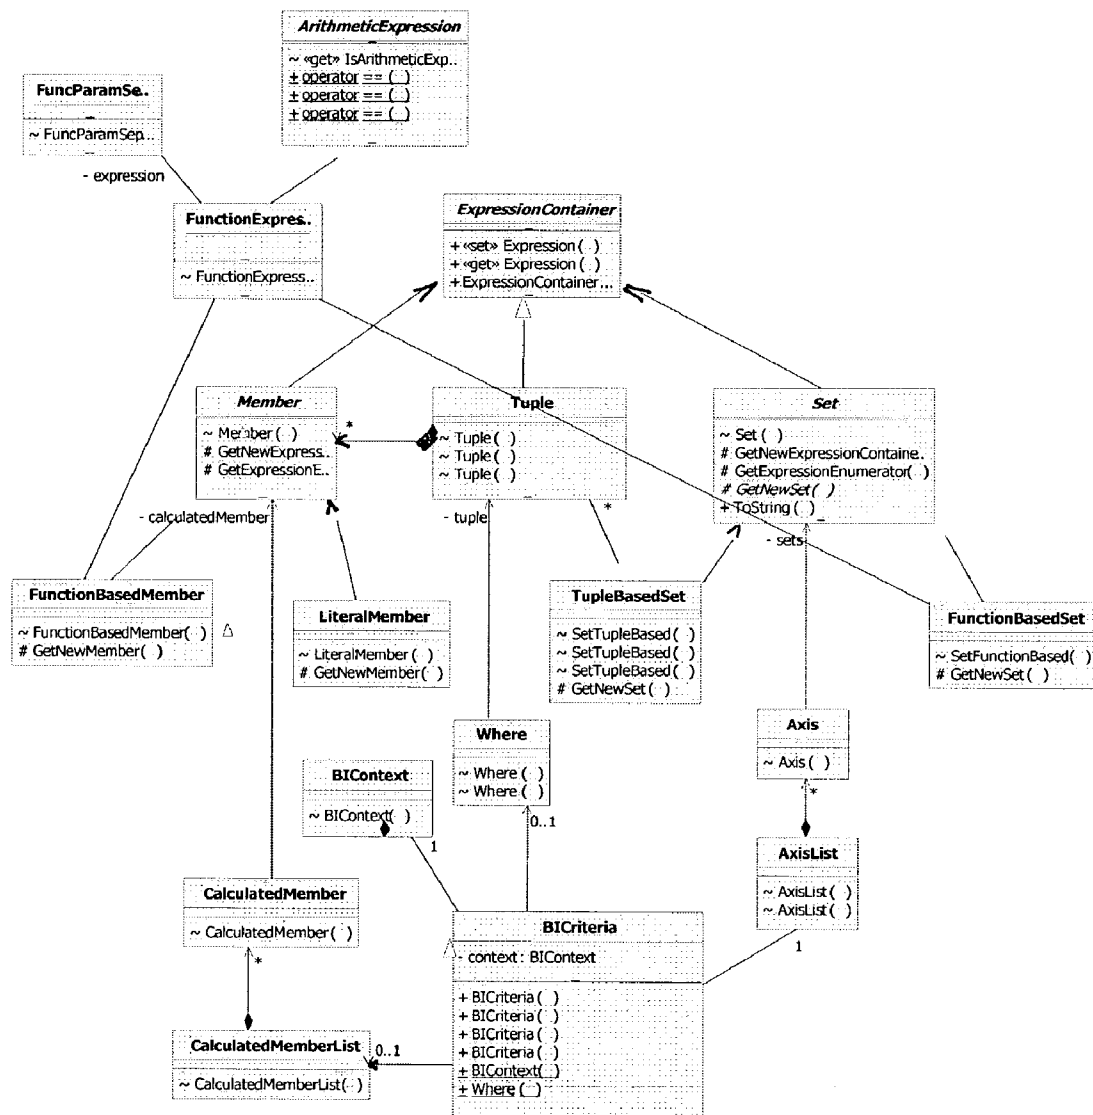 ArithmeticExpression
~ «get» IsArithmeticExp..
+ operator == ( )
+ operator == ( )
+ operator == ( )
FuncParamSe..
~ FuncParamSep...
- expression
FunctionExpres..
~ FunctionExpress...
ExpressionContainer
+ «set» Expression ( )
+ «get» Expression ( )
+ ExpressionContainer...
Member
~ Member ( )
# GetNewExpress..
# GetExpressionE..
*
Tuple
~ Tuple ( )
~ Tuple ( )
~ Tuple ( )
Set
~ Set ( )
# GetNewExpressionContaine..
# GetExpressionEnumerator( )
# GetNewSet ( )
+ ToString ( )
- calculatedMember
- tuple
*
- sets
FunctionBasedMember
~ FunctionBasedMember( )
# GetNewMember( )
LiteralMember
~ LiteralMember ( )
# GetNewMember( )
TupleBasedSet
~ SetTupleBased ( )
~ SetTupleBased ( )
~ SetTupleBased ( )
# GetNewSet ( )
FunctionBasedSet
~ SetFunctionBased( )
# GetNewSet ( )
Where
~ Where ( )
~ Where ( )
0..1
Axis
~ Axis ( )
*
BIContext
~ BIContext( )
1
AxisList
~ AxisList ( )
~ AxisList ( )
1
CalculatedMember
~ CalculatedMember ( )
*
BICriteria
- context : BIContext
+ BICriteria ( )
+ BICriteria ( )
+ BICriteria ( )
+ BICriteria ( )
+ BIContext( )
+ Where ( )
CalculatedMemberList
~ CalculatedMemberList( )
0..1